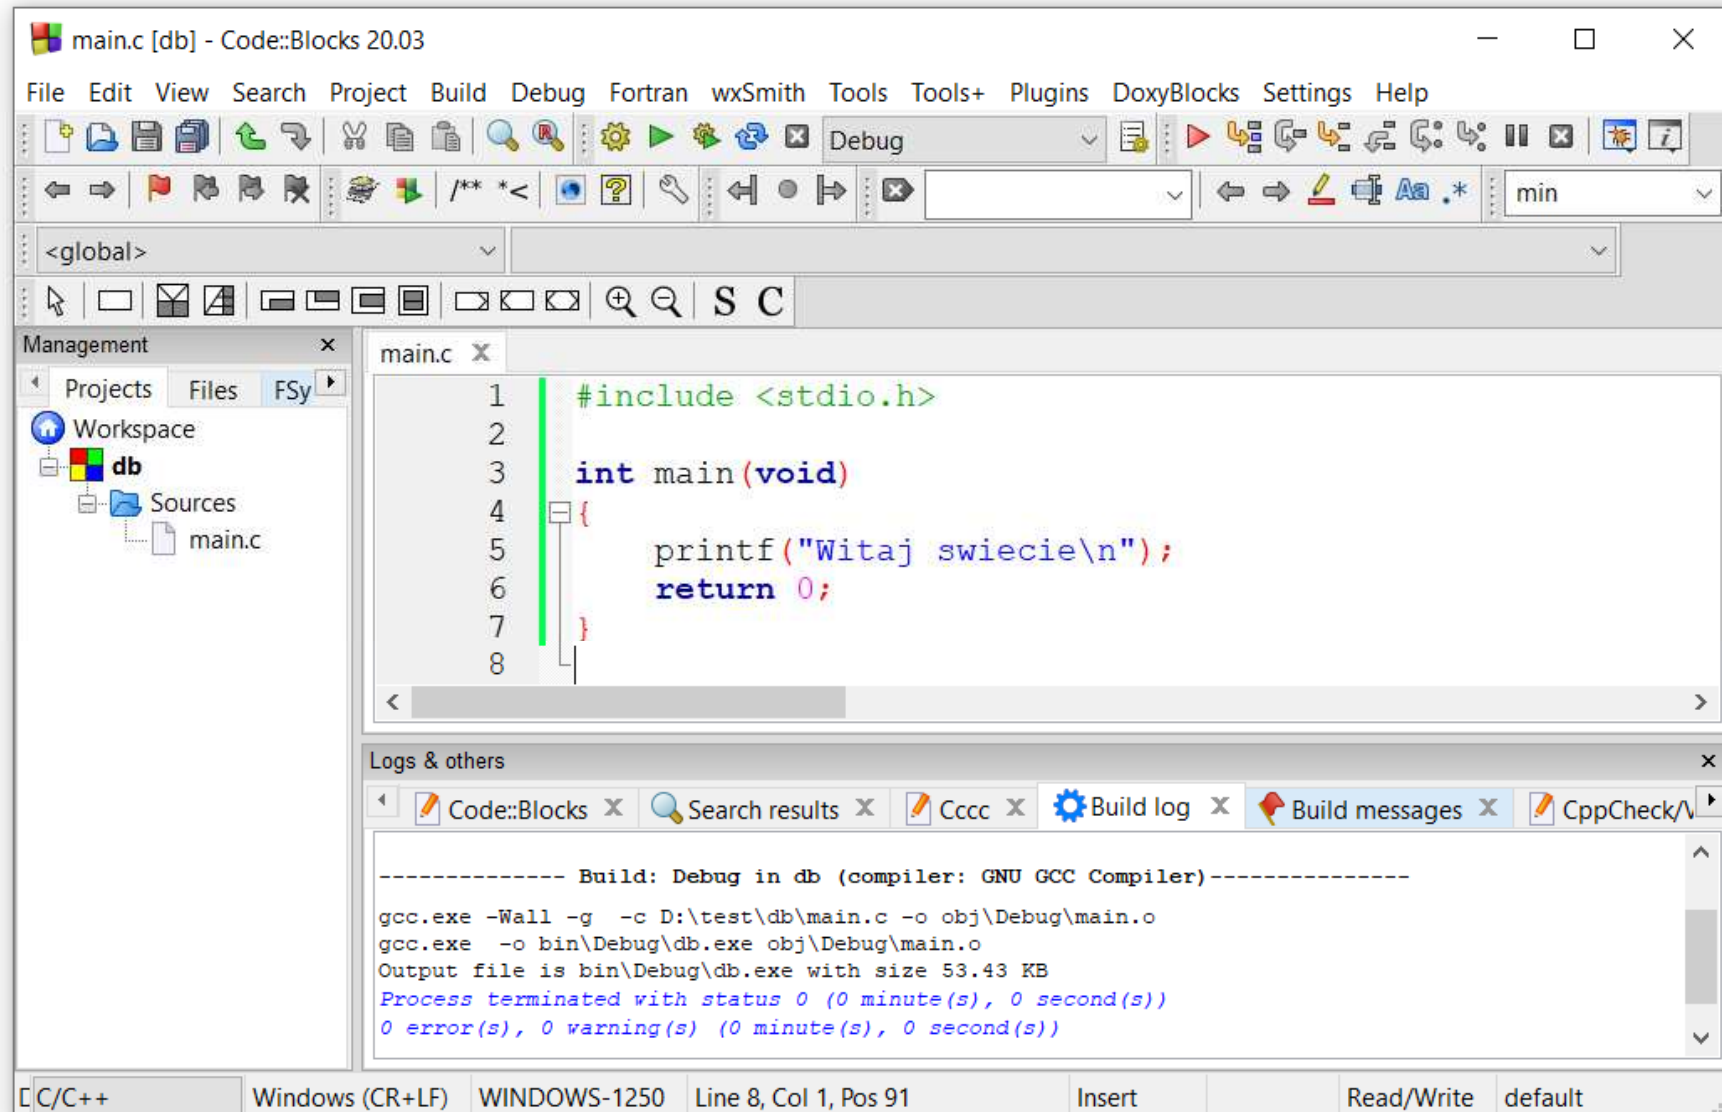 main.c [db] - Code::Blocks 20.03
File Edit View Search Project Build Debug Fortran wxSmith Tools Tools+ Plugins DoxyBlocks Settings Help
Debug
/** *< min
<global>
S C
Management
main.c
Projects Files FSy
Workspace
db
Sources
main.c
1 #include <stdio.h>
2
3 int main(void)
4 {
5     printf("Witaj swiecie\n");
6     return 0;
7 }
8
Logs & others
Code::Blocks Search results Cccc Build log Build messages CppCheck/V
-------------- Build: Debug in db (compiler: GNU GCC Compiler)---------------
gcc.exe -Wall -g  -c D:\test\db\main.c -o obj\Debug\main.o
gcc.exe  -o bin\Debug\db.exe obj\Debug\main.o
Output file is bin\Debug\db.exe with size 53.43 KB
Process terminated with status 0 (0 minute(s), 0 second(s))
0 error(s), 0 warning(s) (0 minute(s), 0 second(s))
C/C++ Windows (CR+LF) WINDOWS-1250 Line 8, Col 1, Pos 91 Insert Read/Write default